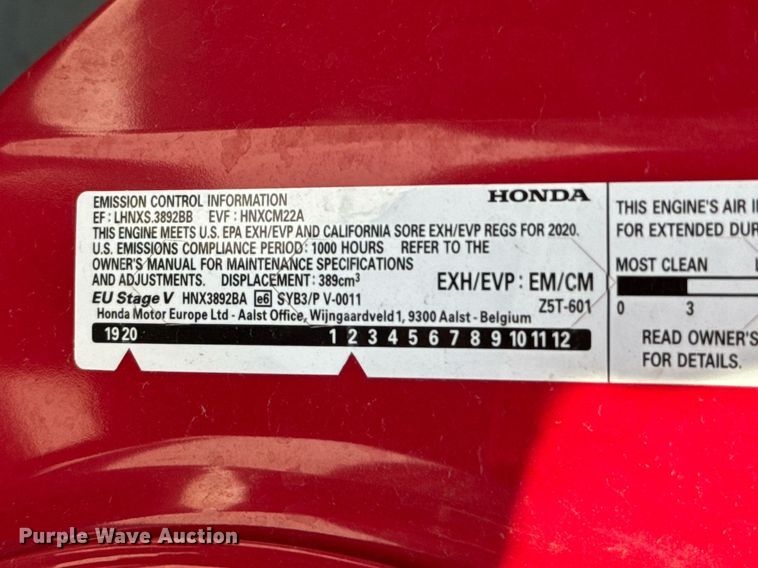 EMISSION CONTROL INFORMATION
HONDA
EF: LHNXS.3892BB EVF: HNXCM22A
THIS ENGINE MEETS U.S. EPA EXH/EVP AND CALIFORNIA SORE EXH/EVP REGS FOR 2020.
U.S. EMISSIONS COMPLIANCE PERIOD: 1000 HOURS REFER TO THE
OWNER'S MANUAL FOR MAINTENANCE SPECIFICATIONS
AND ADJUSTMENTS. DISPLACEMENT: 389cm³
EXH/EVP : EM/CM
EU Stage V HNX3892BA e6 SYB3/P V-0011
Z5T-601
Honda Motor Europe Ltd - Aalst Office, Wijngaardveld 1, 9300 Aalst - Belgium
19 20 1 2 3 4 5 6 7 8 9 10 11 12
THIS ENGINE'S AIR
FOR EXTENDED
MOST CLEAN
0 3
READ OWNER'S
FOR DETAILS.
Purple Wave Auction